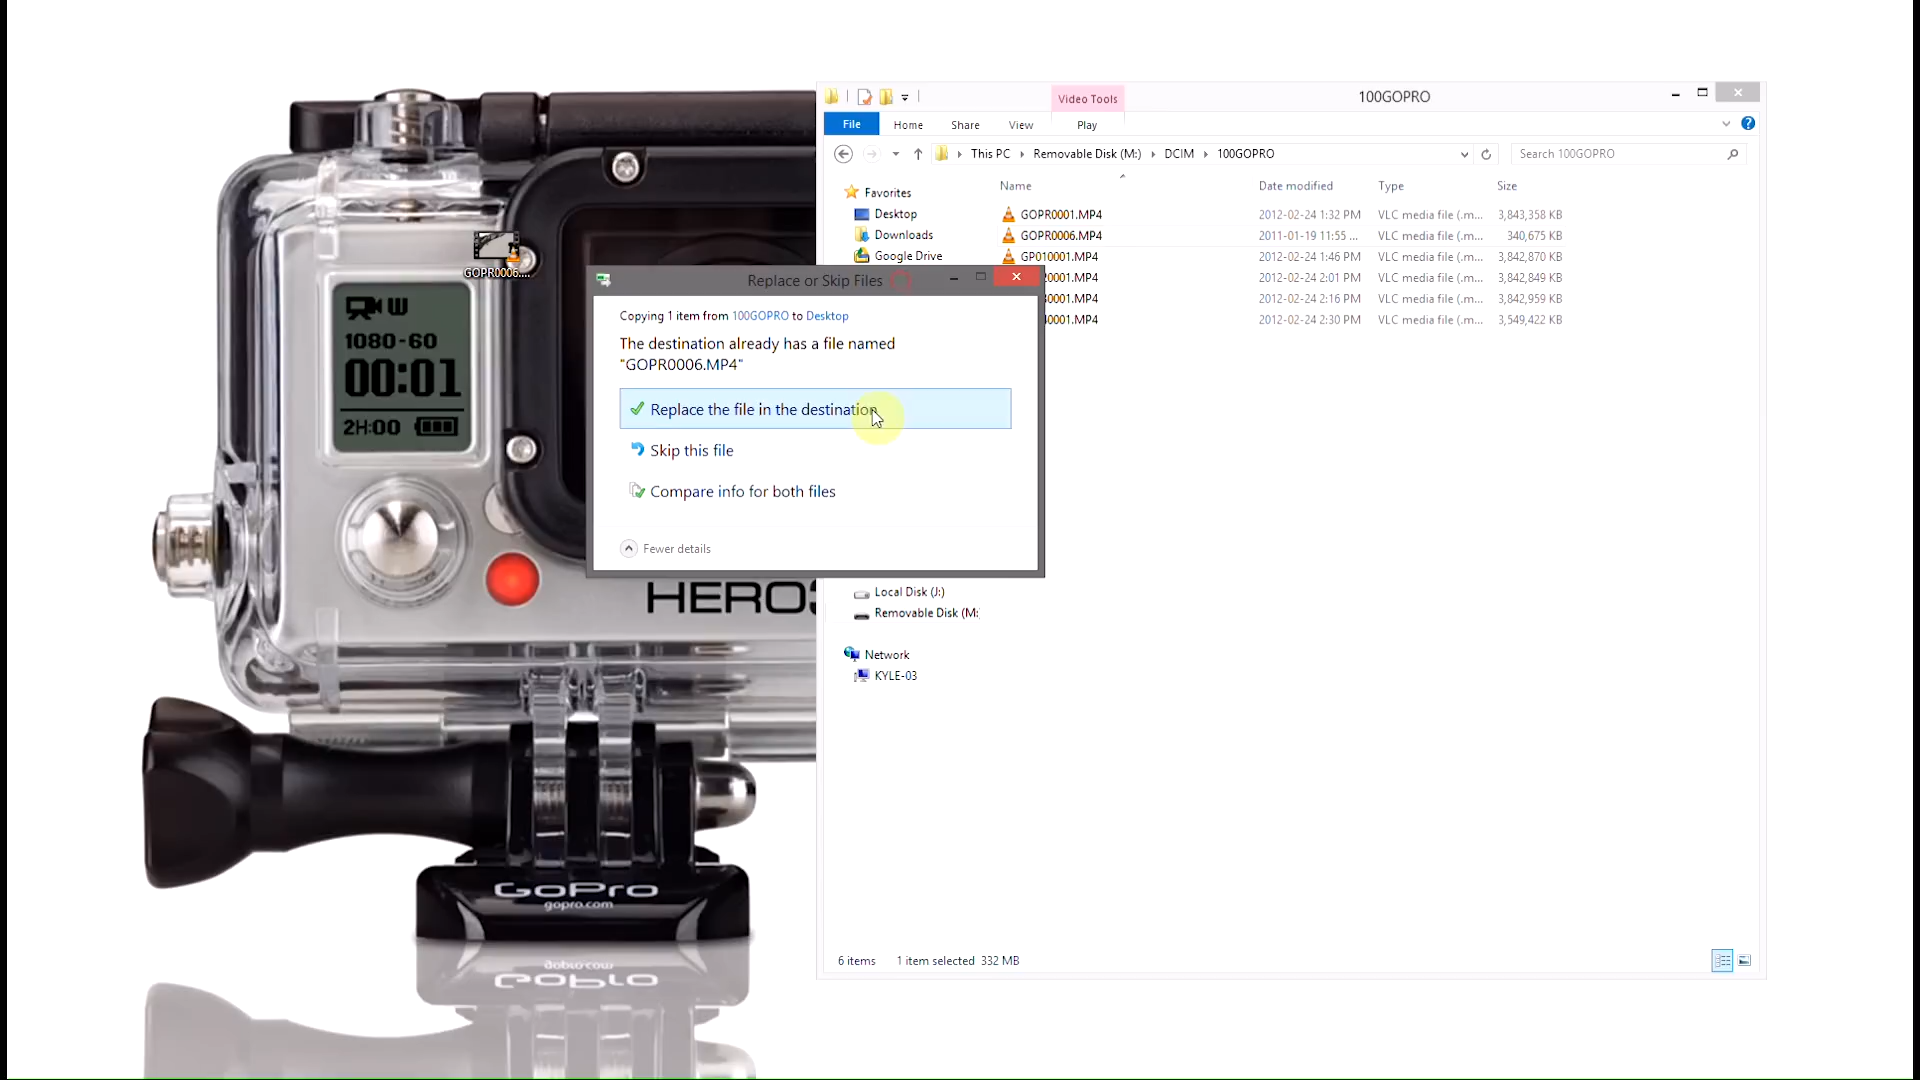 100GOPRO
Video Tools
File
Home
Share
View
Play
This PC
Removable Disk (M:)
DCIM
100GOPRO
Search 100GOPRO
Favorites
Desktop
Downloads
Google Drive
Name
Date modified
Type
Size
GOPR0001.MP4 2012-02-24 1:32 PM VLC media file (.m... 3,843,358 KB
GOPR0006.MP4 2011-01-19 11:55 ... VLC media file (.m... 340,675 KB
GP010001.MP4 2012-02-24 1:46 PM VLC media file (.m... 3,842,870 KB
0001.MP4 2012-02-24 2:01 PM VLC media file (.m... 3,842,849 KB
0001.MP4 2012-02-24 2:16 PM VLC media file (.m... 3,842,959 KB
0001.MP4 2012-02-24 2:30 PM VLC media file (.m... 3,549,422 KB
GOPR0006....
Replace or Skip Files
Copying 1 item from 100GOPRO to Desktop
The destination already has a file named
"GOPR0006.MP4"
Replace the file in the destination
Skip this file
Compare info for both files
Fewer details
Local Disk (J:)
Removable Disk (M:
Network
KYLE-03
6 items
1 item selected 332 MB
W
1080-60
00:01
2H:00
HERO3
GoPro
gopro.com